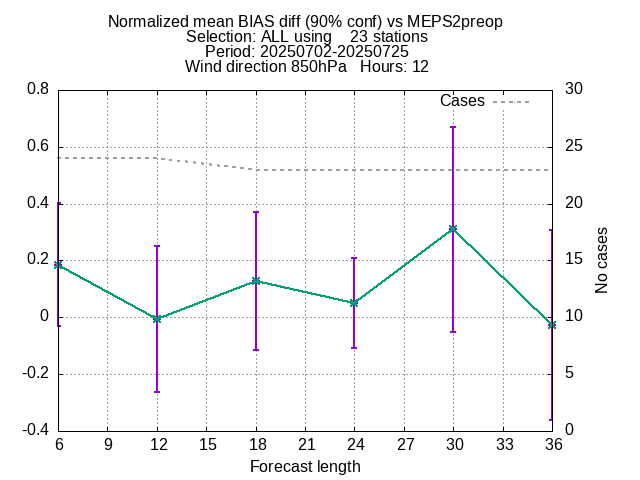 Normalized mean BIAS diff (90% conf) vs MEPS2preop
Selection: ALL using 23 stations
Period: 20250702-20250725
Wind direction 850hPa Hours: 12
Cases
0.8
0.6
0.4
0.2
0
-0.2
-0.4
30
25
20
15
10
5
0
No cases
6 9 12 15 18 21 24 27 30 33 36
Forecast length